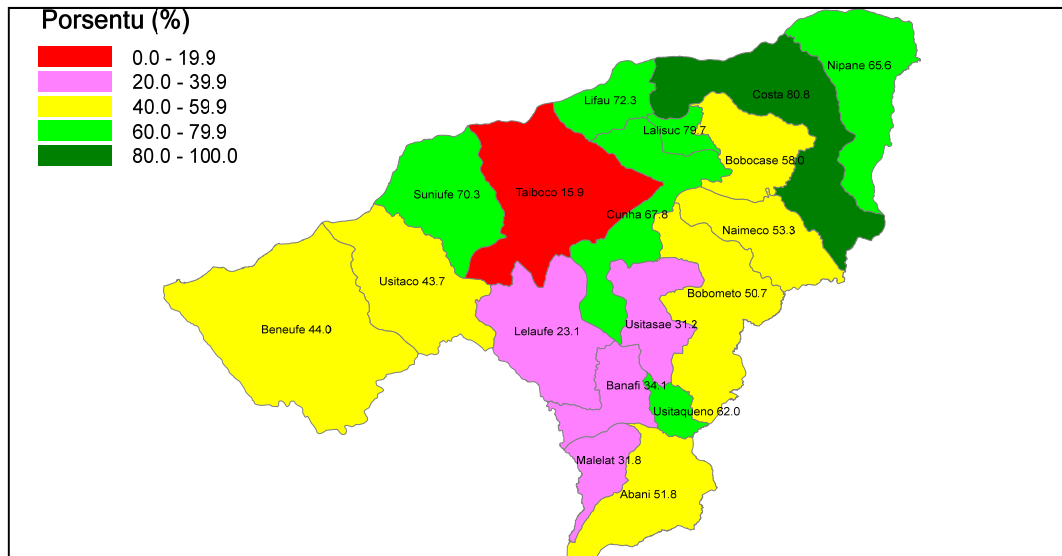 Porsentu (%)
0.0 - 19.9
20.0 - 39.9
40.0 - 59.9
60.0 - 79.9
80.0 - 100.0
Nipane 65.6
Costa 80.8
Lifau 72.3
Lalisuc 79.7
Bobocase 58.0
Taiboco 15.9
Suniufe 70.3
Cunha 67.8
Naimeco 53.3
Usitaco 43.7
Bobometo 50.7
Beneufe 44.0
Lelaufe 23.1
Usitasae 31.2
Banafi 34.1
Usitaqueno 62.0
Malelat 31.8
Abani 51.8